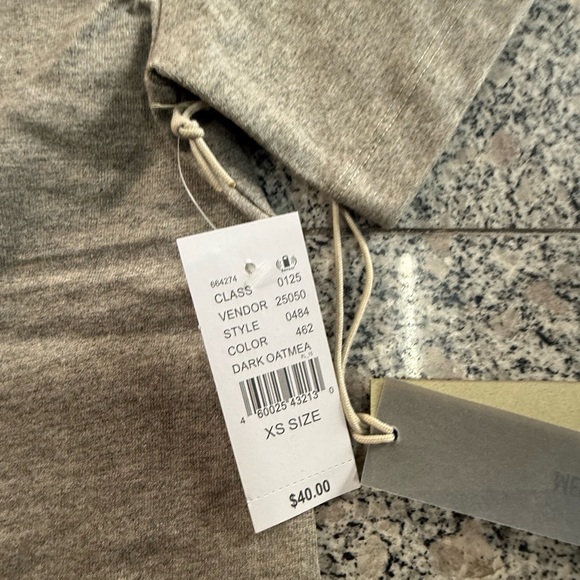 664274
CLASS 0125
VENDOR 25050
STYLE 0484
COLOR 462
DARK OATMEA
FL_15
4 60025 43213 0
XS SIZE
$40.00